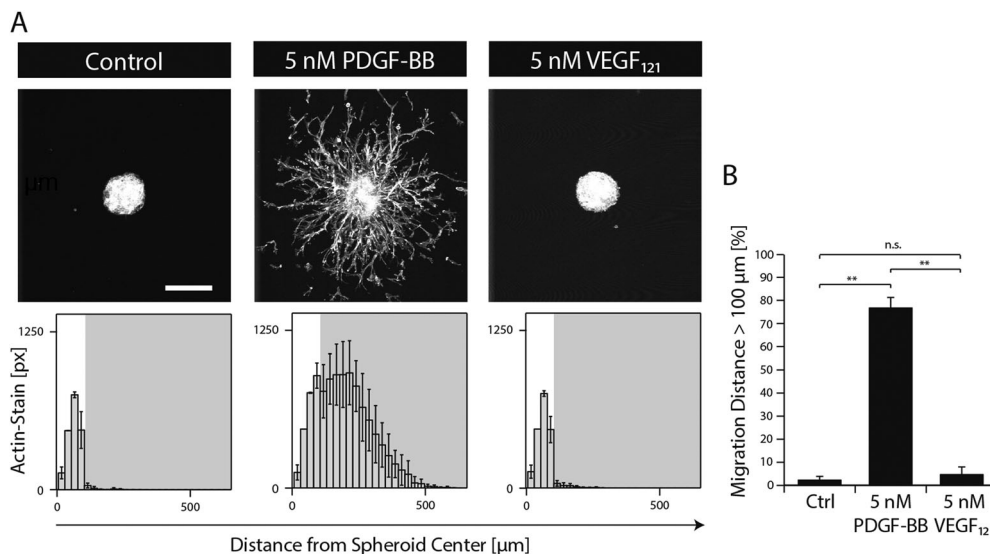 A
Control
5 nM PDGF-BB
5 nM VEGF₁₂₁
μm
B
Actin-Stain [px]
1250
0
0
500
1250
0
0
500
1250
0
0
500
Distance from Spheroid Center [μm]
Migration Distance > 100 μm [%]
100
90
80
70
60
50
40
30
20
10
0
n.s.
**
**
Ctrl
5 nM
PDGF-BB
5 nM
VEGF₁₂